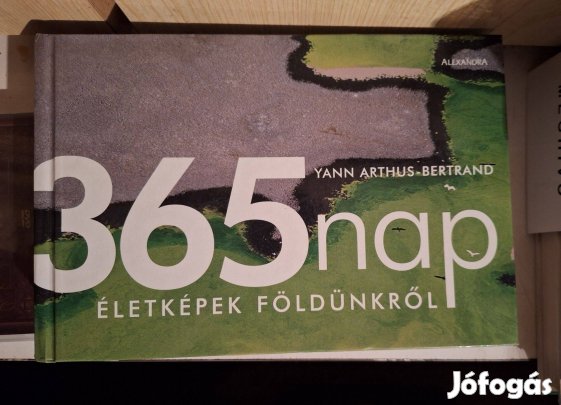 ALEXANDRA
YANN ARTHUS-BERTRAND
365nap
ÉLETKÉPEK FÖLDÜNKRŐL
Jófogás